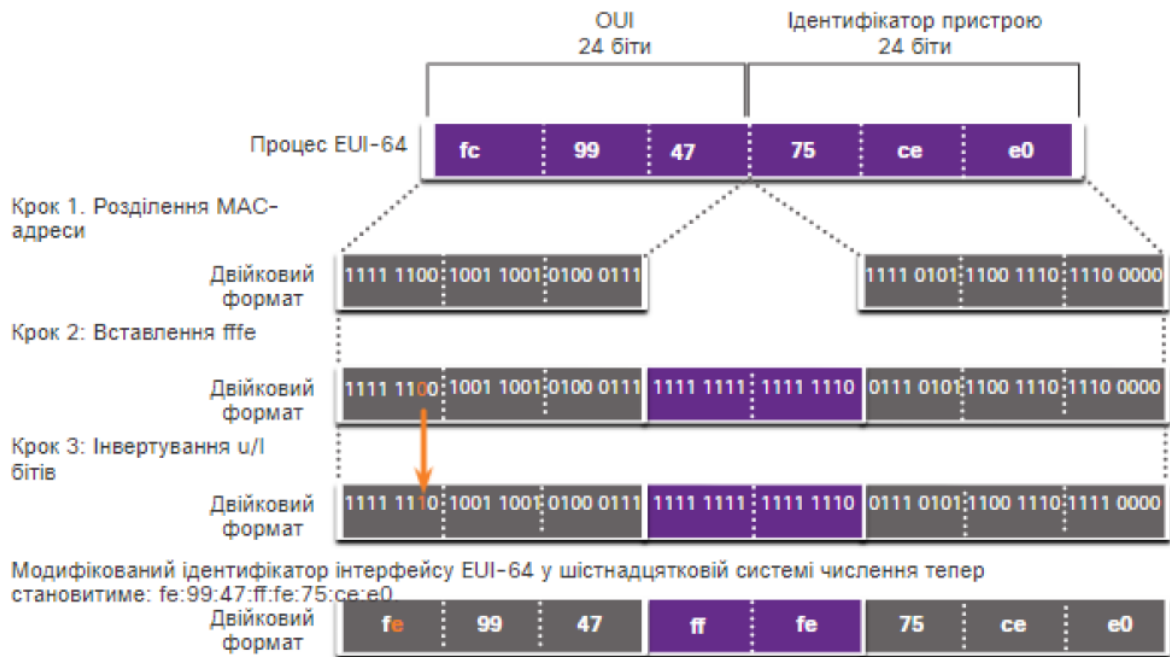 OUI
24 біти
Ідентифікатор пристрою
24 біти
Процес EUI-64
fc 99 47 75 ce e0
Крок 1. Розділення MAC-
адреси
Двійковий
формат
1111 1100 1001 1001 0100 0111 1111 0101 1100 1110 1110 0000
Крок 2: Вставлення fffe
Двійковий
формат
1111 1100 1001 1001 0100 0111 1111 1111 1111 1110 0111 0101 1100 1110 1110 0000
Крок 3: Інвертування u/l
бітів
Двійковий
формат
1111 1110 1001 1001 0100 0111 1111 1111 1111 1110 0111 0101 1100 1110 1111 0000
Модифікований ідентифікатор інтерфейсу EUI-64 у шістнадцятковій системі числення тепер
становитиме: fe:99:47:ff:fe:75:ce:e0.
Двійковий
формат
fe 99 47 ff fe 75 ce e0